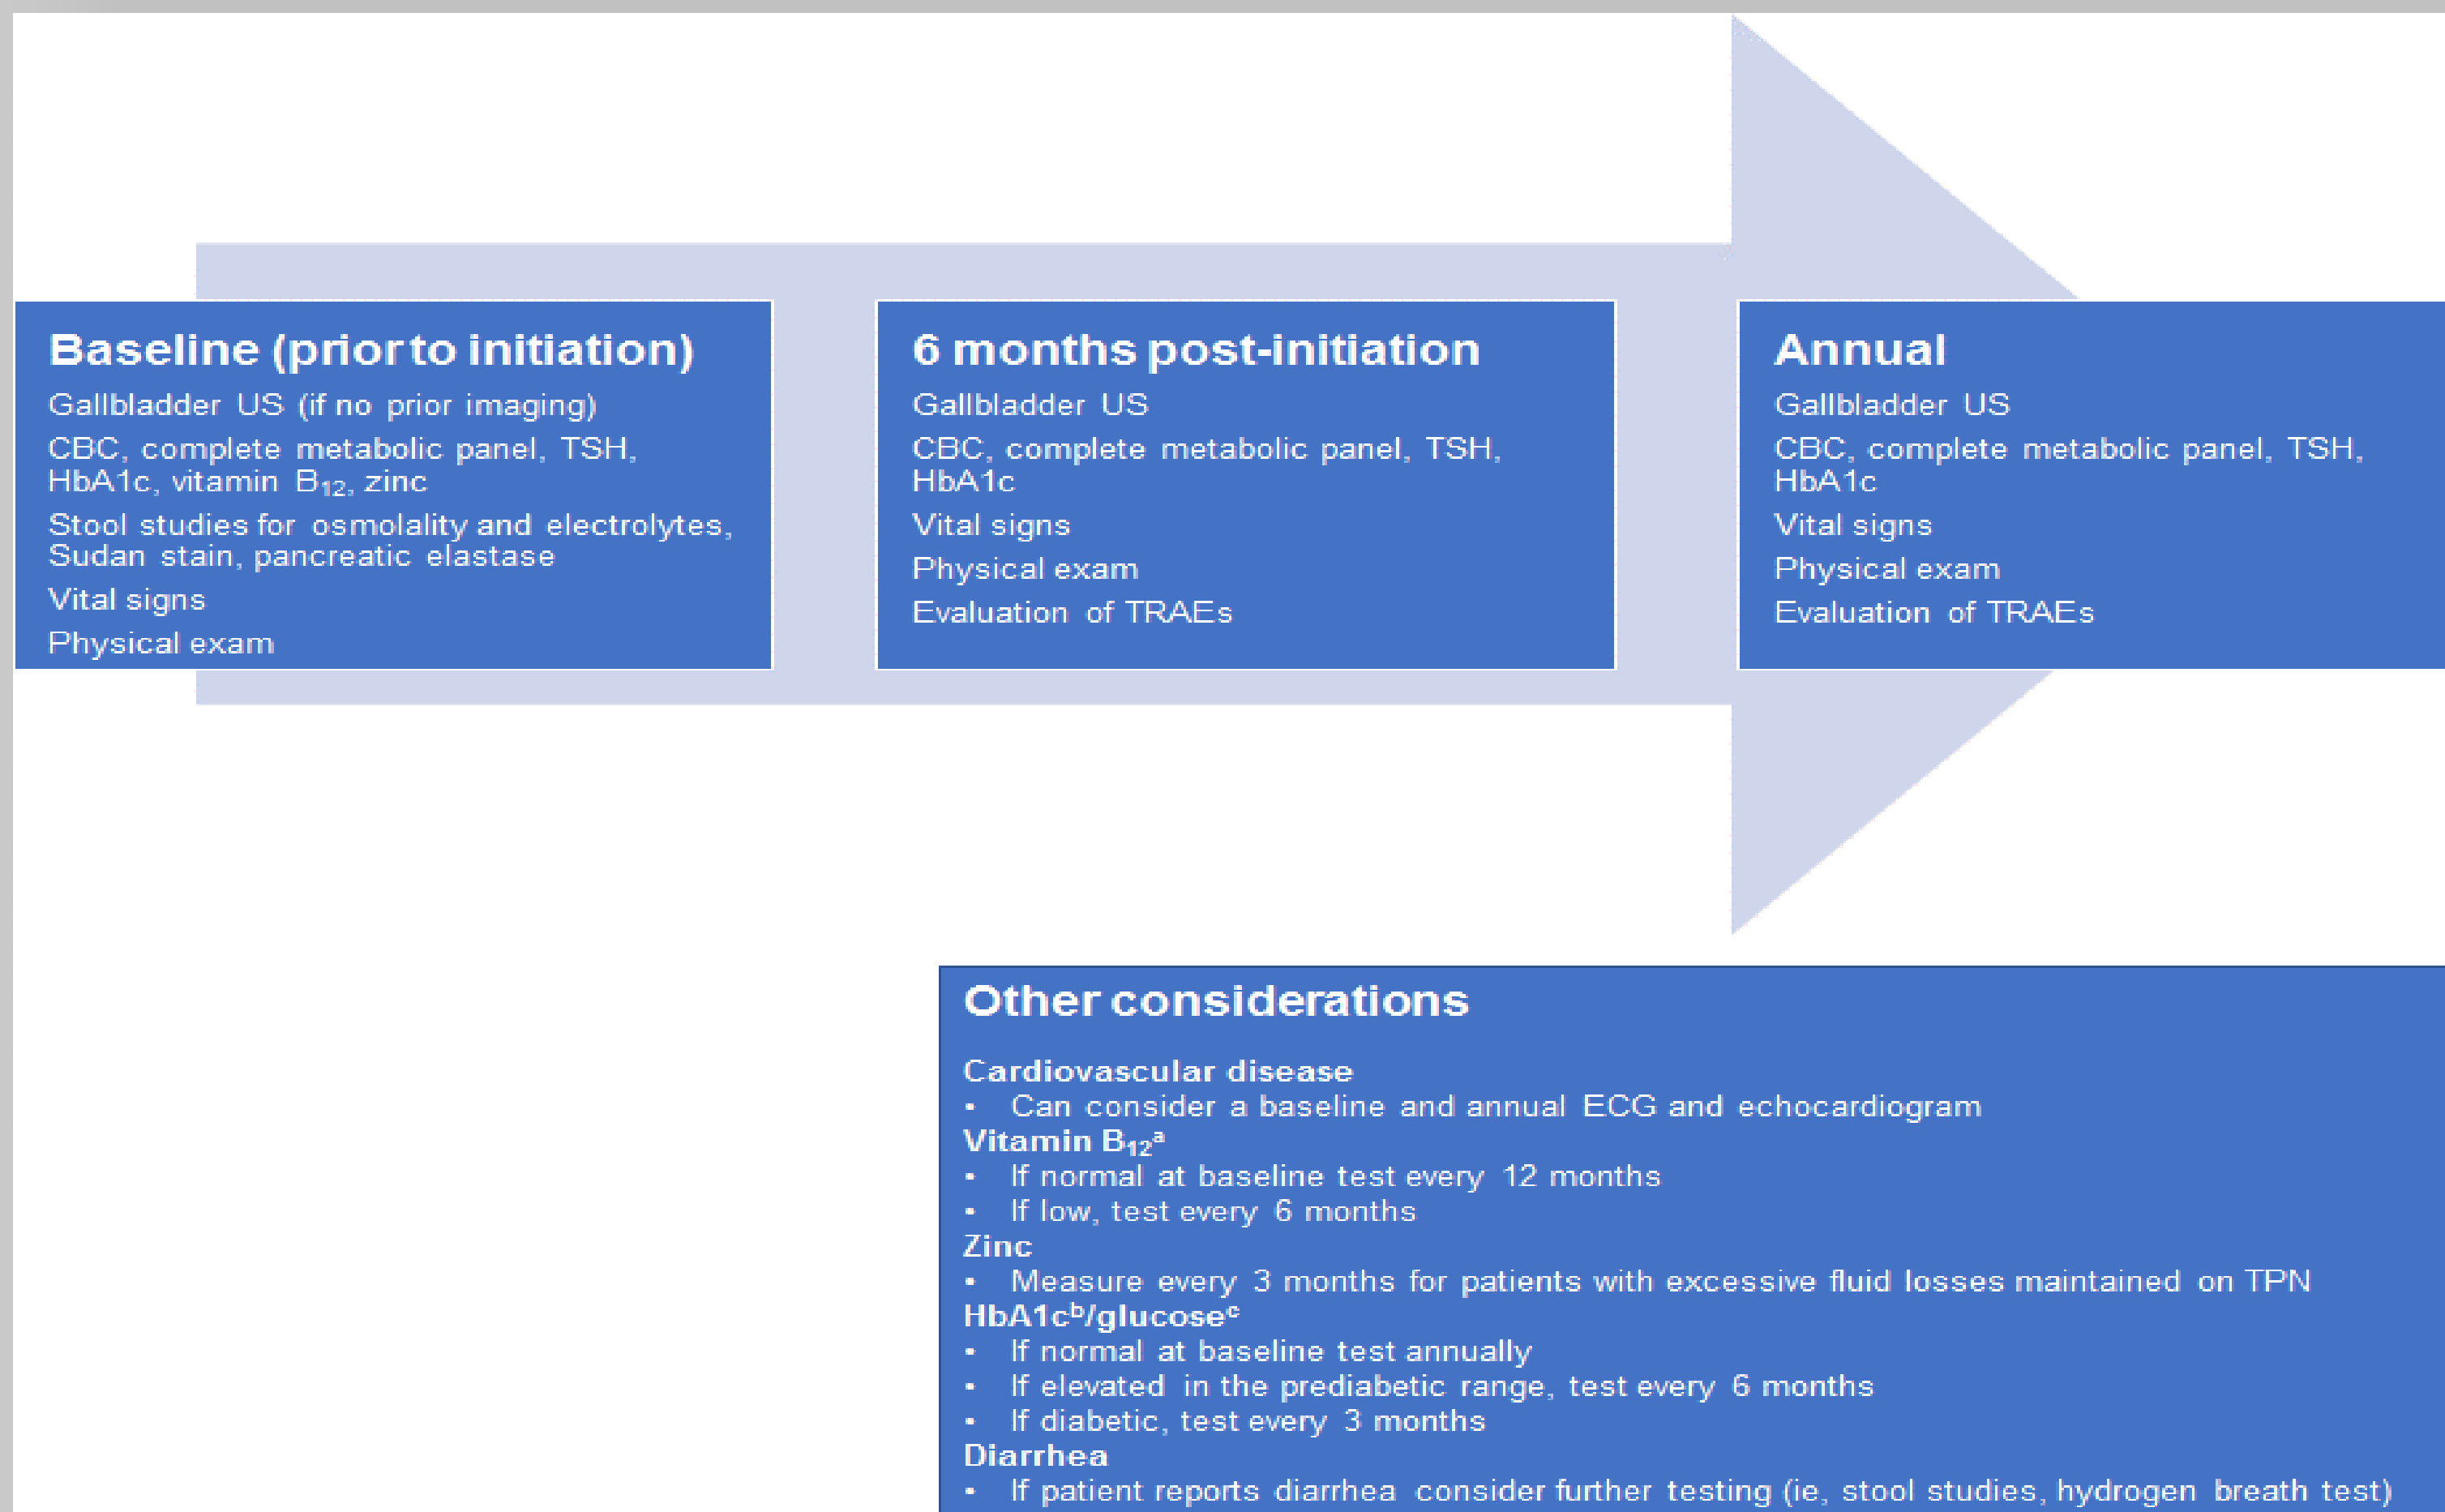 Baseline (prior to initiation)
Gallbladder US (if no prior imaging)
CBC, complete metabolic panel, TSH,
HbA1c, vitamin B₁₂, zinc
Stool studies for osmolality and electrolytes,
Sudan stain, pancreatic elastase
Vital signs
Physical exam
6 months post-initiation
Gallbladder US
CBC, complete metabolic panel, TSH,
HbA1c
Vital signs
Physical exam
Evaluation of TRAEs
Annual
Gallbladder US
CBC, complete metabolic panel, TSH,
HbA1c
Vital signs
Physical exam
Evaluation of TRAEs
Other considerations
Cardiovascular disease
• Can consider a baseline and annual ECG and echocardiogram
Vitamin B₁₂ᵃ
• If normal at baseline test every 12 months
• If low, test every 6 months
Zinc
• Measure every 3 months for patients with excessive fluid losses maintained on TPN
HbA1cᵇ/glucoseᶜ
• If normal at baseline test annually
• If elevated in the prediabetic range, test every 6 months
• If diabetic, test every 3 months
Diarrhea
• If patient reports diarrhea consider further testing (ie, stool studies, hydrogen breath test)